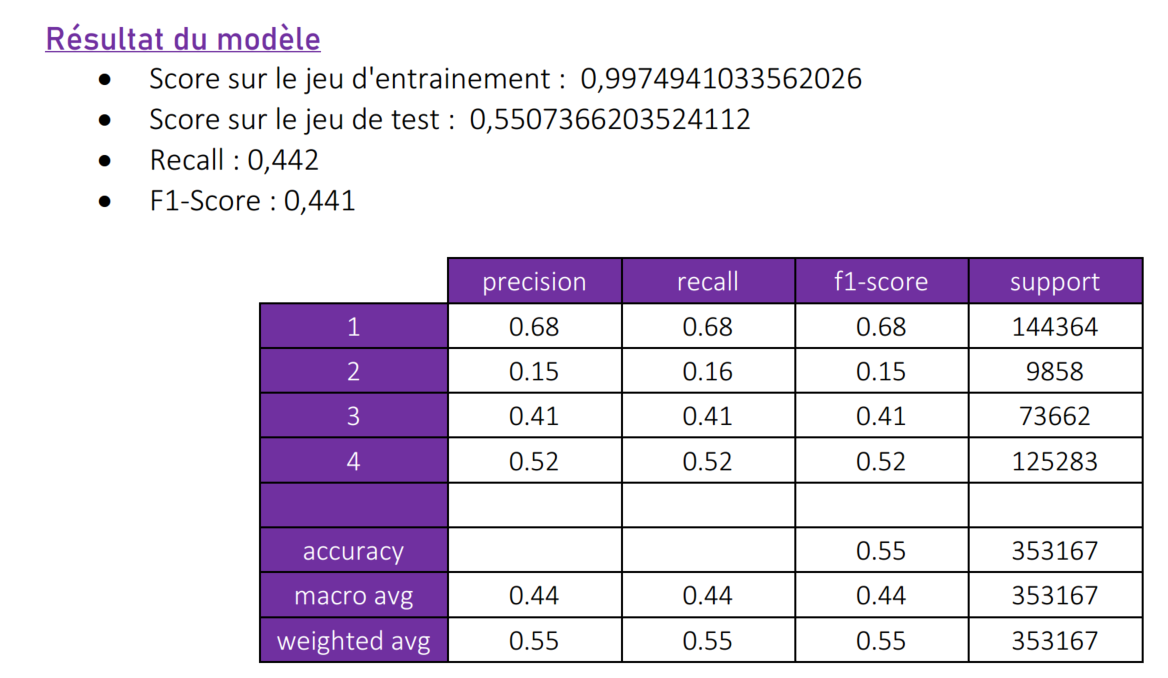 Résultat du modèle
● Score sur le jeu d'entrainement : 0,9974941033562026
● Score sur le jeu de test : 0,5507366203524112
● Recall : 0,442
● F1-Score : 0,441
precision recall f1-score support
1 0.68 0.68 0.68 144364
2 0.15 0.16 0.15 9858
3 0.41 0.41 0.41 73662
4 0.52 0.52 0.52 125283
accuracy 0.55 353167
macro avg 0.44 0.44 0.44 353167
weighted avg 0.55 0.55 0.55 353167